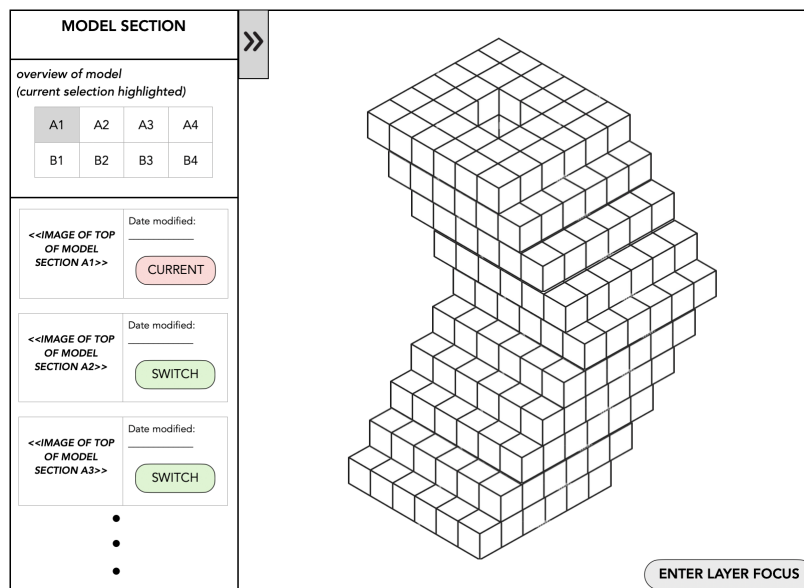 MODEL SECTION
overview of model
(current selection highlighted)
A1 A2 A3 A4
B1 B2 B3 B4
<<IMAGE OF TOP
OF MODEL
SECTION A1>>
Date modified:
CURRENT
<<IMAGE OF TOP
OF MODEL
SECTION A2>>
Date modified:
SWITCH
<<IMAGE OF TOP
OF MODEL
SECTION A3>>
Date modified:
SWITCH
ENTER LAYER FOCUS